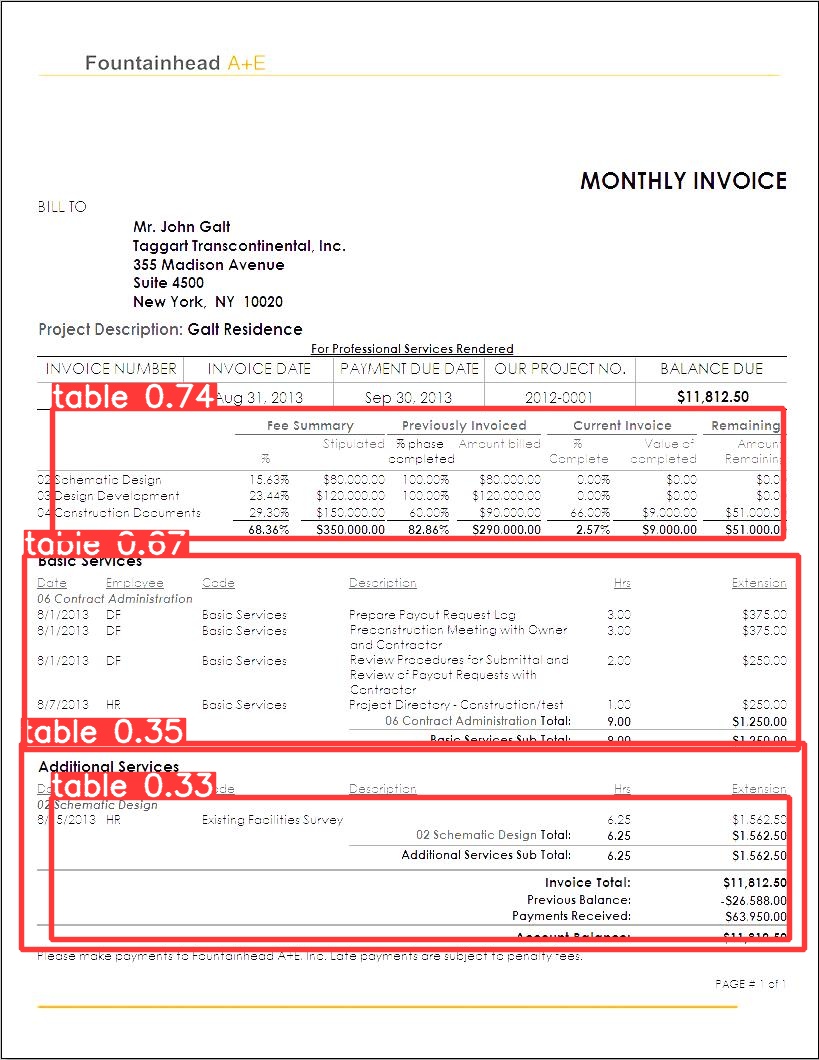 Fountainhead A+E
MONTHLY INVOICE
BILL TO
Mr. John Galt
Taggart Transcontinental, Inc.
355 Madison Avenue
Suite 4500
New York, NY 10020
Project Description: Galt Residence
For Professional Services Rendered
INVOICE NUMBER INVOICE DATE PAYMENT DUE DATE OUR PROJECT NO. BALANCE DUE
table 0.74 Aug 31, 2013 Sep 30, 2013 2012-0001 $11,812.50
Fee Summary Previously Invoiced Current Invoice Remaining
Stipulated % phase Amount billed % Value of Amount
% completed Complete completed Remaining
02 Schematic Design 15.63% $80,000.00 100.00% $80,000.00 0.00% $0.00 $0.00
03 Design Development 23.44% $120,000.00 100.00% $120,000.00 0.00% $0.00 $0.00
04 Construction Documents 29.30% $150,000.00 60.00% $90,000.00 66.00% $9,000.00 $51,000.00
68.36% $350,000.00 82.86% $290,000.00 2.57% $9,000.00 $51,000.00
table 0.67
Basic Services
Date Employee Code Description Hrs Extension
06 Contract Administration
8/1/2013 DF Basic Services Prepare Payout Request Log 3.00 $375.00
8/1/2013 DF Basic Services Preconstruction Meeting with Owner 3.00 $375.00
and Contractor
8/1/2013 DF Basic Services Review Procedures for Submittal and 2.00 $250.00
Review of Payout Requests with
Contractor
8/7/2013 HR Basic Services Project Directory - Construction/test 1.00 $250.00
06 Contract Administration Total: 9.00 $1,250.00
table 0.35
Basic Services Sub Total: 9.00 $1,250.00
Additional Services
table 0.33
Description Hrs Extension
02 Schematic Design
HR Existing Facilities Survey 6.25 $1,562.50
02 Schematic Design Total: 6.25 $1,562.50
Additional Services Sub Total: 6.25 $1,562.50
Invoice Total: $11,812.50
Previous Balance: -$26,588.00
Payments Received: $63,950.00
Account Balance: $11,812.50
Please make payments to Fountainhead A+E, Inc. Late payments are subject to penalty fees.
PAGE # 1 of 1